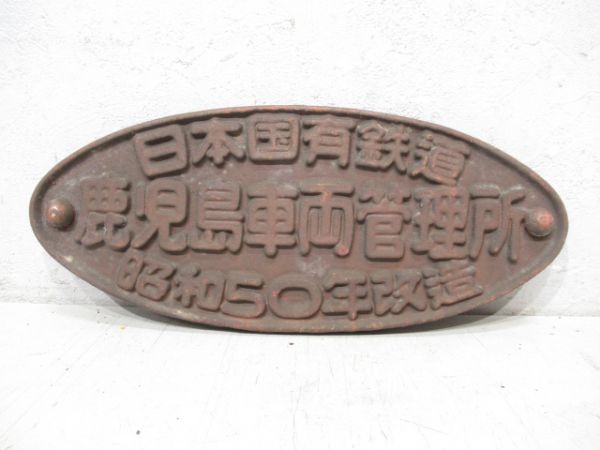 日本国有鉄道
鹿児島車両管理所
昭和50年改造